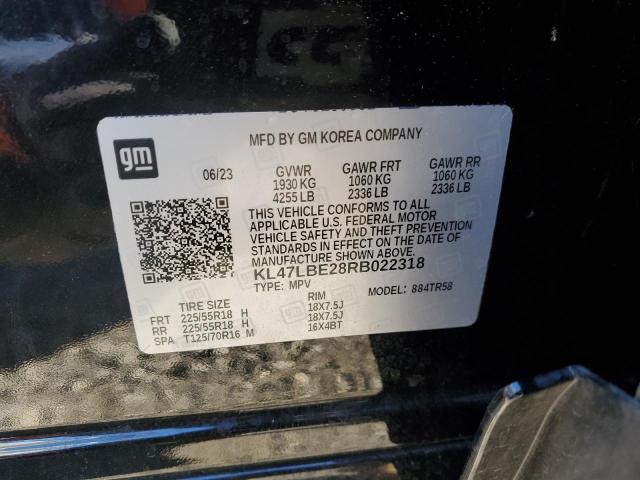 MFD BY GM KOREA COMPANY
gm
06/23 GVWR GAWR FRT GAWR RR
1930 KG 1060 KG 1060 KG
4255 LB 2336 LB 2336 LB
THIS VEHICLE CONFORMS TO ALL
APPLICABLE U.S. FEDERAL MOTOR
VEHICLE SAFETY AND THEFT PREVENTION
STANDARDS IN EFFECT ON THE DATE OF
MANUFACTURE SHOWN ABOVE.
KL47LBE28RB022318
TYPE: MPV MODEL: 884TR58
TIRE SIZE RIM
FRT 225/55R18 H 18X7.5J
RR 225/55R18 H 18X7.5J
SPA T125/70R16 M 16X4BT